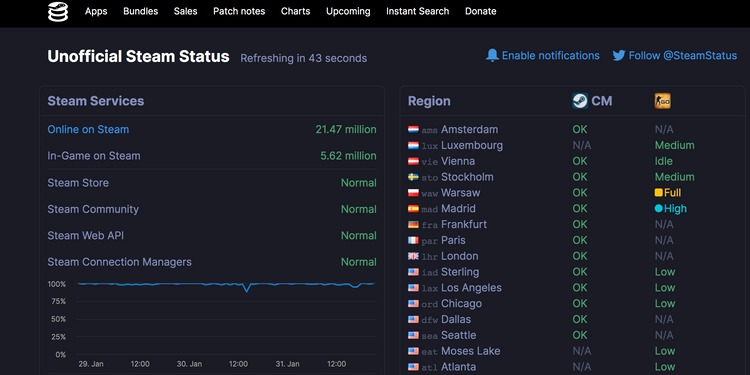 Apps Bundles Sales Patch notes Charts Upcoming Instant Search Donate
Unofficial Steam Status Refreshing in 43 seconds
Enable notifications Follow @SteamStatus
Steam Services
Online on Steam 21.47 million
In-Game on Steam 5.62 million
Steam Store Normal
Steam Community Normal
Steam Web API Normal
Steam Connection Managers Normal
100%
75%
50%
25%
0%
29. Jan 12:00 30. Jan 12:00 31. Jan 12:00
Region CM GO
ams Amsterdam OK N/A
lux Luxembourg N/A Medium
vie Vienna OK Idle
sto Stockholm OK Medium
waw Warsaw OK Full
mad Madrid OK High
fra Frankfurt OK N/A
par Paris OK N/A
lhr London OK N/A
iad Sterling OK Low
lax Los Angeles OK Low
ord Chicago OK Low
dfw Dallas OK N/A
sea Seattle OK N/A
eat Moses Lake N/A Low
atl Atlanta N/A Low